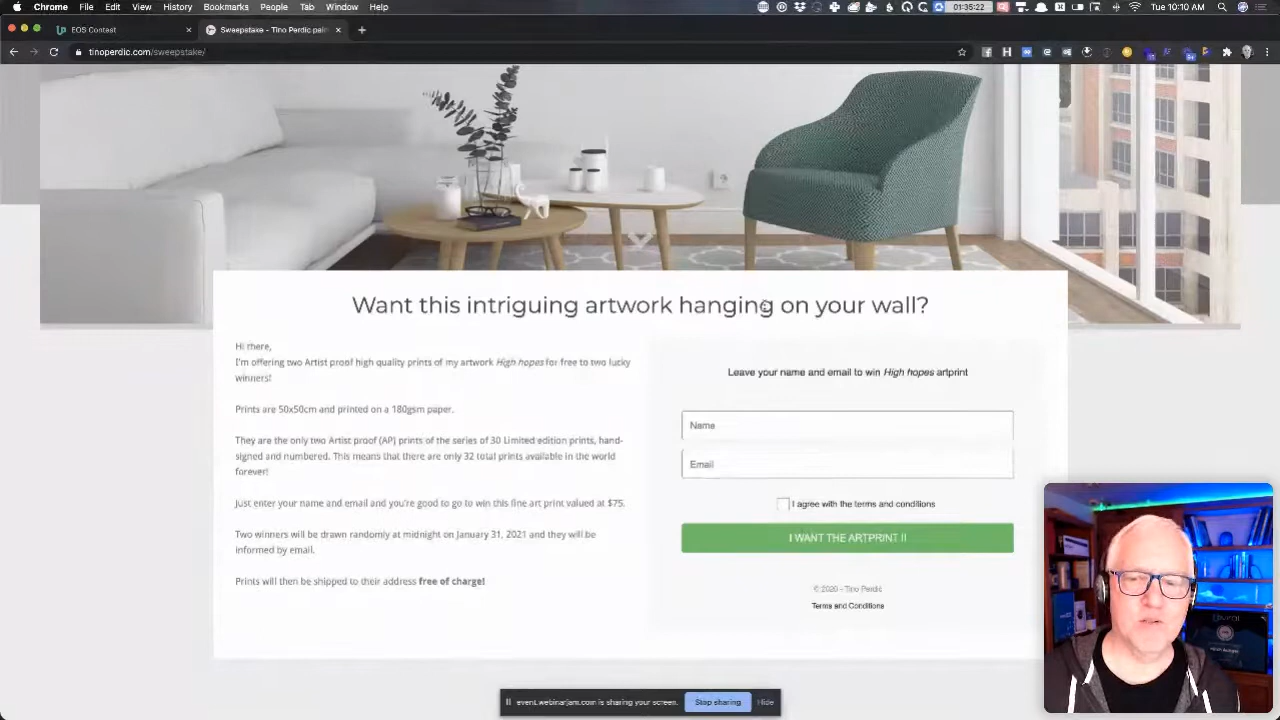 Chrome File Edit View History Bookmarks People Tab Window Help
01:35:22
Tue 10:10 AM
EOS Contest
Sweepstake - Tino Perdic pain
tinoperdic.com/sweepstake/
Want this intriguing artwork hanging on your wall?
Hi there,
I'm offering two Artist proof high quality prints of my artwork High hopes for free to two lucky
winners!
Prints are 50x50cm and printed on a 180gsm paper.
They are the only two Artist proof (AP) prints of the series of 30 Limited edition prints, hand-
signed and numbered. This means that there are only 32 total prints available in the world
forever!
Just enter your name and email and you're good to go to win this fine art print valued at $75.
Two winners will be drawn randomly at midnight on January 31, 2021 and they will be
informed by email.
Prints will then be shipped to their address free of charge!
Leave your name and email to win High hopes artprint
Name
Email
I agree with the terms and conditions
I WANT THE ARTPRINT !!
© 2020 - Tino Perdic
Terms and Conditions
event.webinarjam.com is sharing your screen.
Stop sharing
Hide